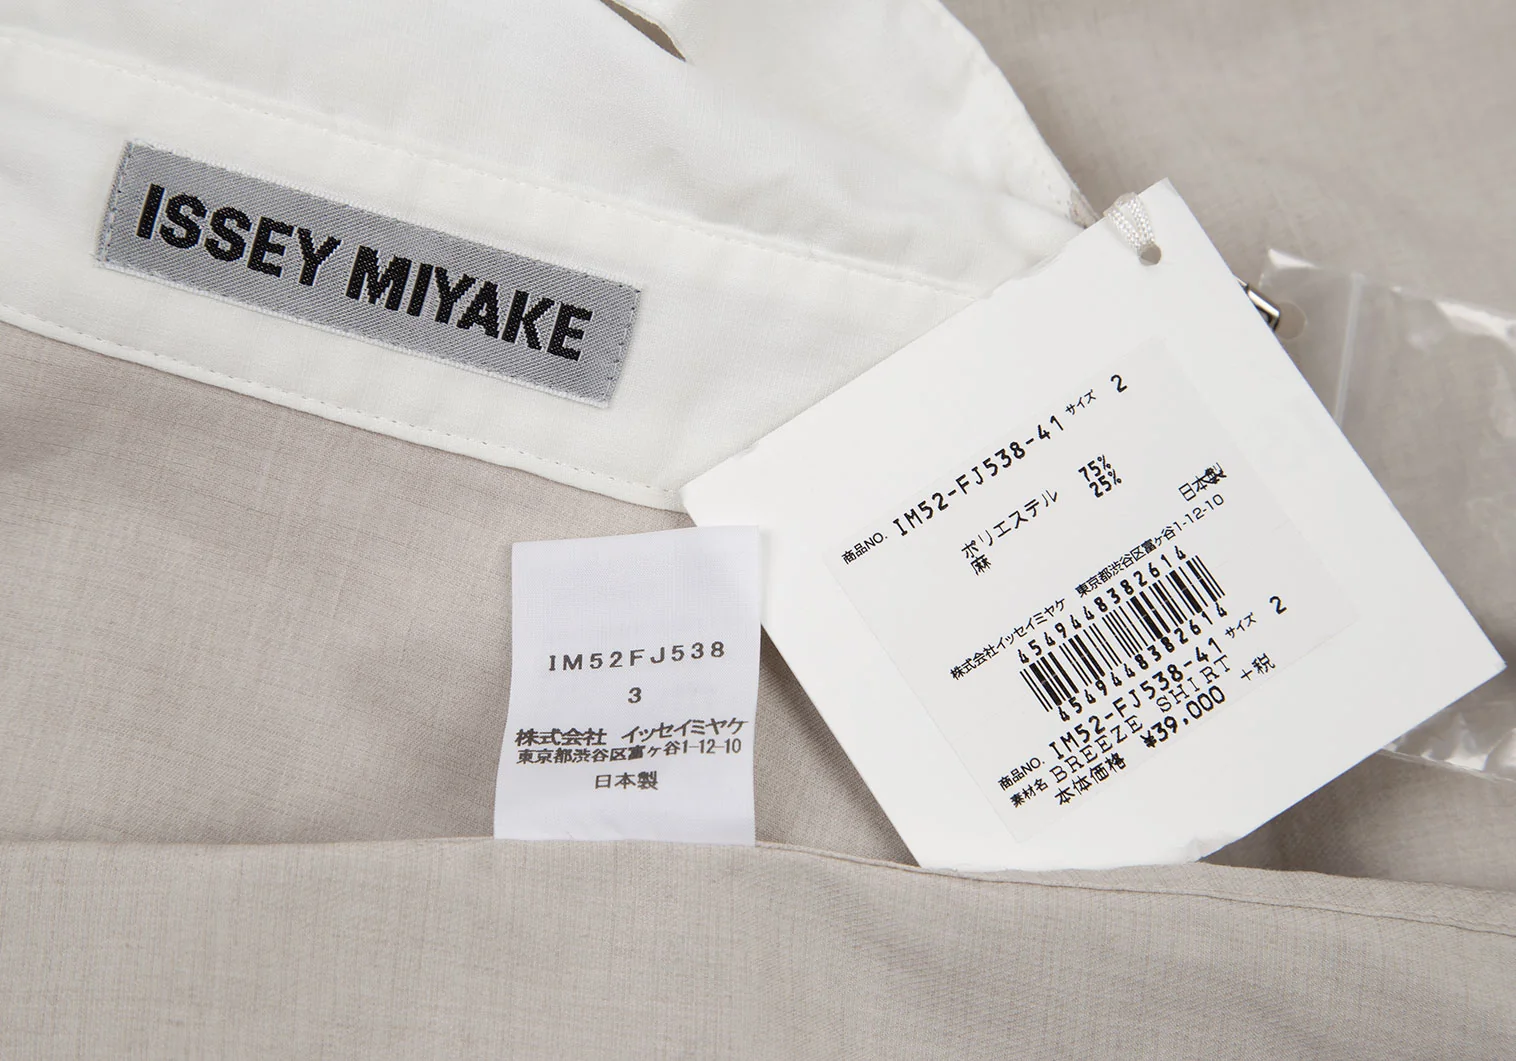 ISSEY MIYAKE
商品NO. IM52-FJ538-41 サイズ 2
ポリエステル 75%
麻 25%
日本製
株式会社イッセイミヤケ 東京都渋谷区富ヶ谷1-12-10
4549448382614
4549448382614
商品NO. IM52-FJ538-41 サイズ 2
素材名 BREEZE SHIRT
本体価格 ¥39,000 +税
IM52FJ538
3
株式会社 イッセイミヤケ
東京都渋谷区富ヶ谷1-12-10
日本製